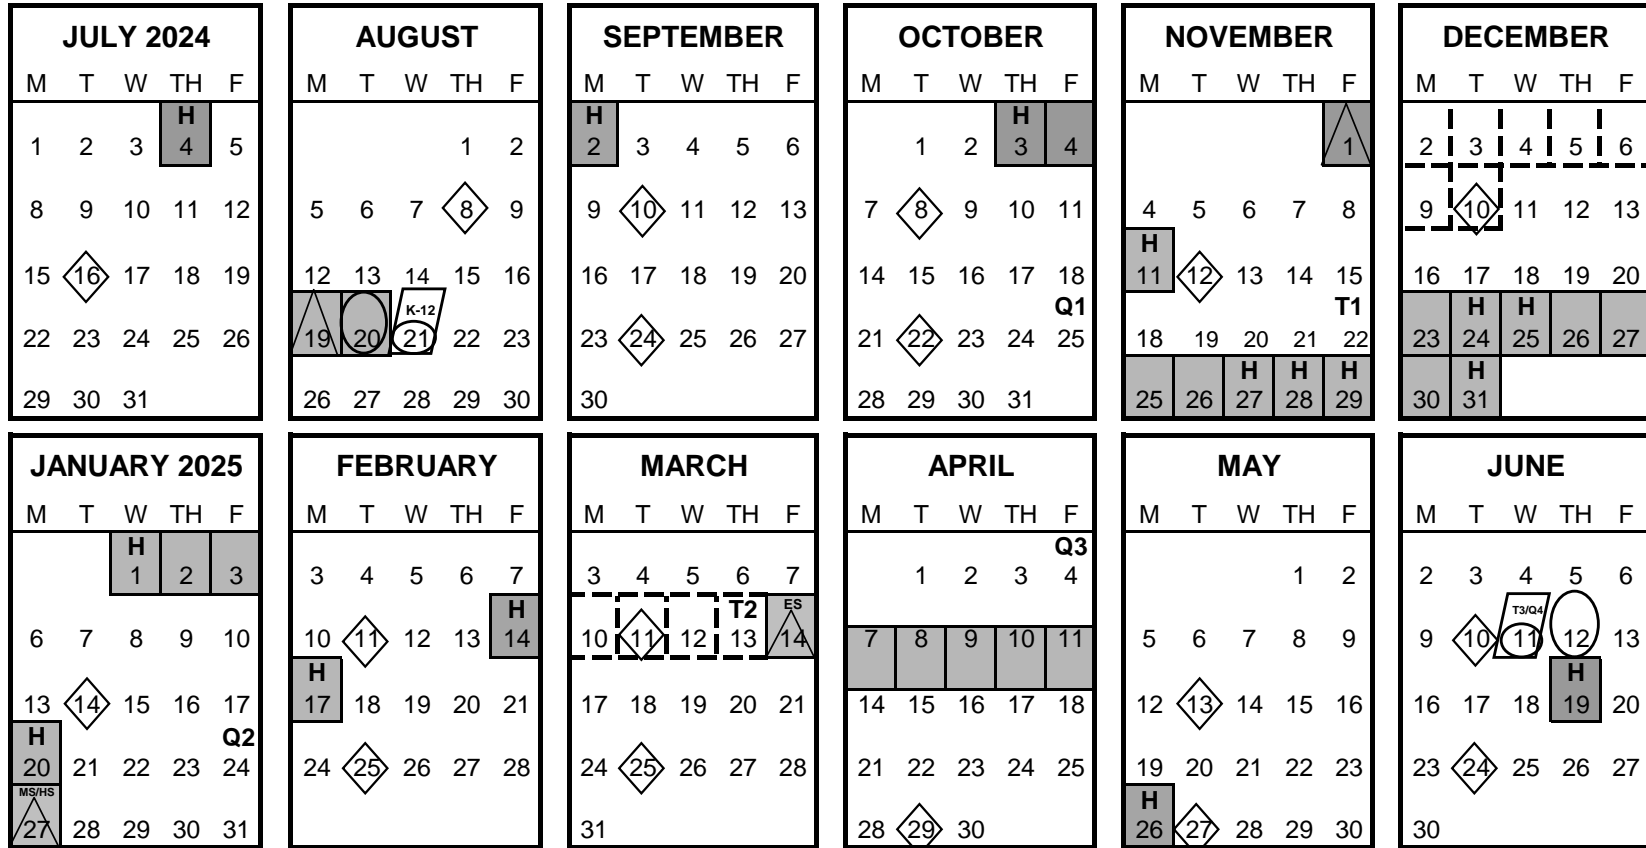 JULY 2024
M T W TH F
H
1 2 3 4 5
8 9 10 11 12
15 16 17 18 19
22 23 24 25 26
29 30 31
AUGUST
M T W TH F
1 2
5 6 7 8 9
12 13 14 15 16
K-12
19 20 21 22 23
26 27 28 29 30
SEPTEMBER
M T W TH F
H
2 3 4 5 6
9 10 11 12 13
16 17 18 19 20
23 24 25 26 27
30
OCTOBER
M T W TH F
H
1 2 3 4
7 8 9 10 11
14 15 16 17 18
Q1
21 22 23 24 25
28 29 30 31
NOVEMBER
M T W TH F
1
4 5 6 7 8
H
11 12 13 14 15
T1
18 19 20 21 22
H H H
25 26 27 28 29
DECEMBER
M T W TH F
2 3 4 5 6
9 10 11 12 13
16 17 18 19 20
H H
23 24 25 26 27
H
30 31
JANUARY 2025
M T W TH F
H
1 2 3
6 7 8 9 10
13 14 15 16 17
H Q2
20 21 22 23 24
MS/HS
27 28 29 30 31
FEBRUARY
M T W TH F
3 4 5 6 7
H
10 11 12 13 14
H
17 18 19 20 21
24 25 26 27 28
MARCH
M T W TH F
3 4 5 6 7
T2 ES
10 11 12 13 14
17 18 19 20 21
24 25 26 27 28
31
APRIL
M T W TH F
Q3
1 2 3 4
7 8 9 10 11
14 15 16 17 18
21 22 23 24 25
28 29 30
MAY
M T W TH F
1 2
5 6 7 8 9
12 13 14 15 16
19 20 21 22 23
H
26 27 28 29 30
JUNE
M T W TH F
2 3 4 5 6
T3/Q4
9 10 11 12 13
H
16 17 18 19 20
23 24 25 26 27
30